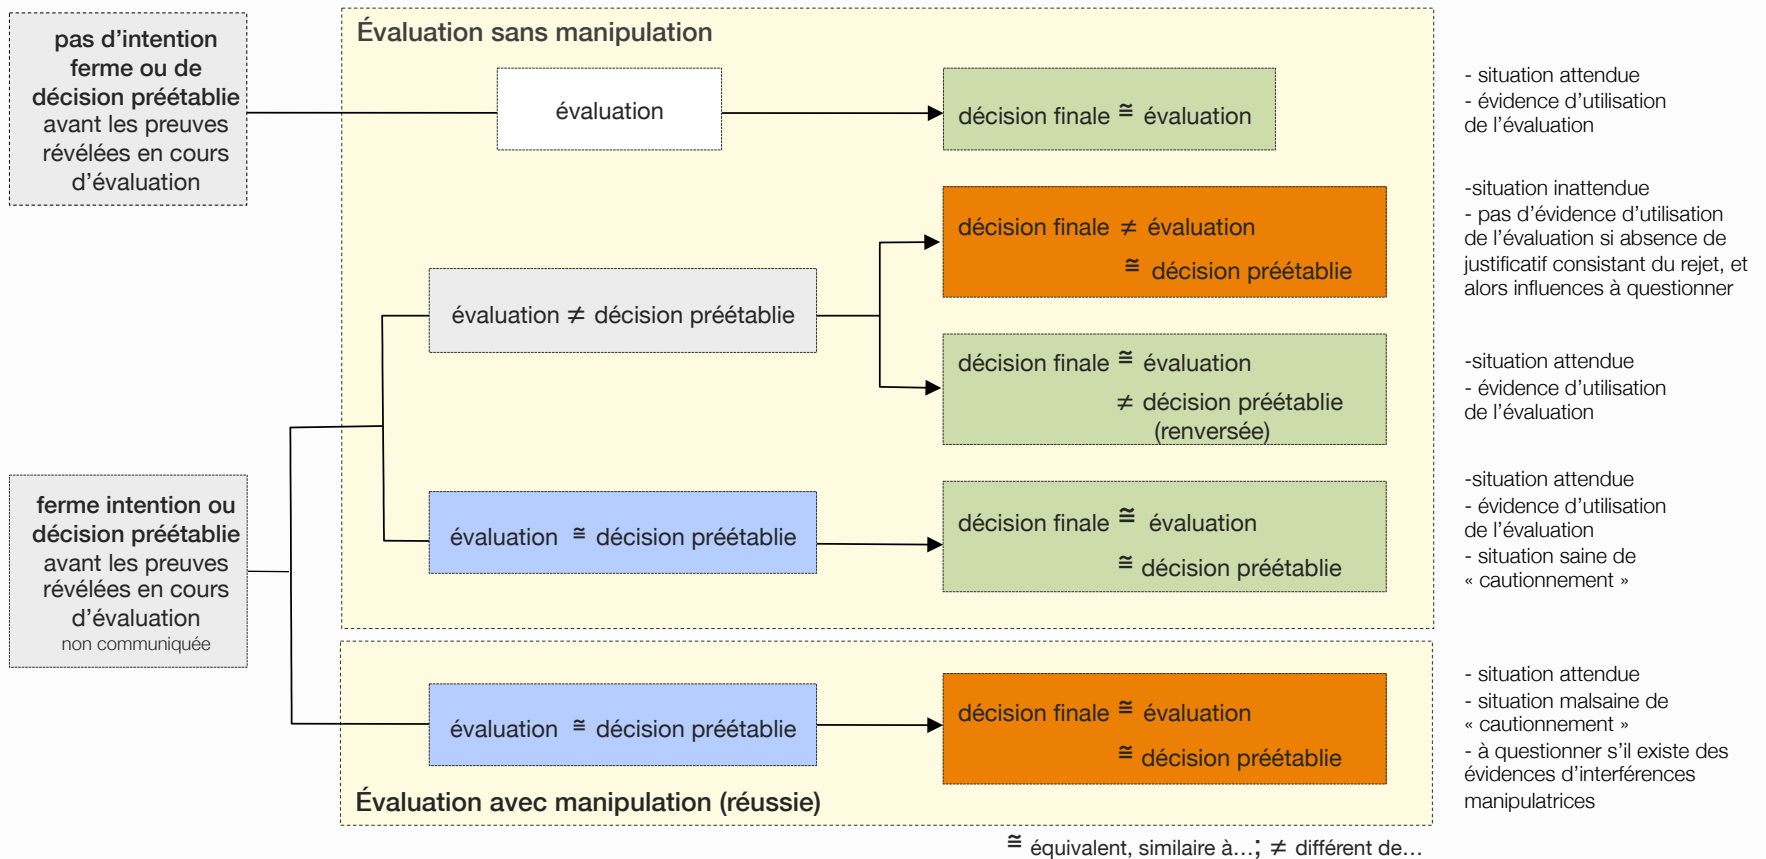 Évaluation sans manipulation
pas d'intention
ferme ou de
décision préétablie
avant les preuves
révélées en cours
d'évaluation
évaluation
décision finale ≅ évaluation
- situation attendue
- évidence d'utilisation
de l'évaluation
évaluation ≠ décision préétablie
décision finale ≠ évaluation
≅ décision préétablie
-situation inattendue
- pas d'évidence d'utilisation
de l'évaluation si absence de
justificatif consistant du rejet, et
alors influences à questionner
décision finale ≅ évaluation
≠ décision préétablie
(renversée)
-situation attendue
- évidence d'utilisation
de l'évaluation
ferme intention ou
décision préétablie
avant les preuves
révélées en cours
d'évaluation
non communiquée
évaluation ≅ décision préétablie
décision finale ≅ évaluation
≅ décision préétablie
-situation attendue
- évidence d'utilisation
de l'évaluation
- situation saine de
« cautionnement »
évaluation ≅ décision préétablie
décision finale ≅ évaluation
≅ décision préétablie
- situation attendue
- situation malsaine de
« cautionnement »
- à questionner s'il existe des
évidences d'interférences
manipulatrices
Évaluation avec manipulation (réussie)
≅ équivalent, similaire à…; ≠ différent de…